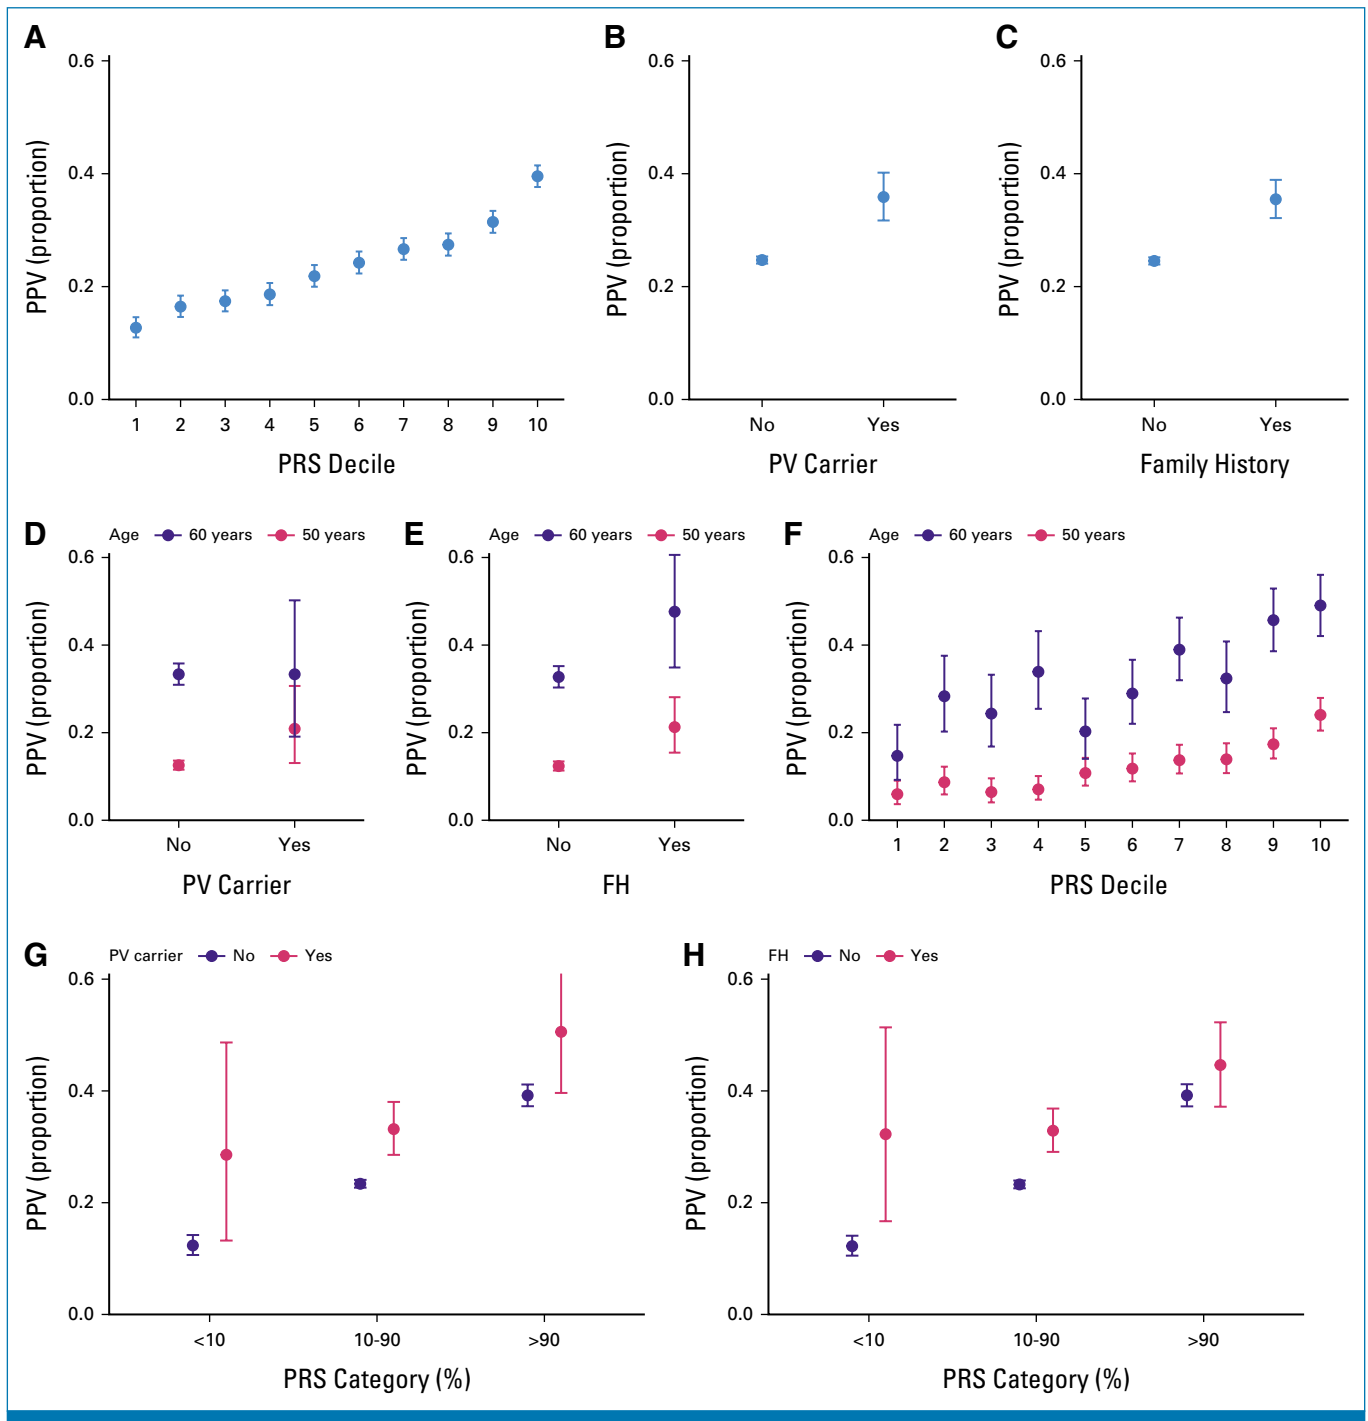 A
0.6
0.4
0.2
0.0
PPV (proportion)
1 2 3 4 5 6 7 8 9 10
PRS Decile
B
0.6
0.4
0.2
0.0
PPV (proportion)
No Yes
PV Carrier
C
0.6
0.4
0.2
0.0
PPV (proportion)
No Yes
Family History
D
Age 60 years 50 years
0.6
0.4
0.2
0.0
PPV (proportion)
No Yes
PV Carrier
E
Age 60 years 50 years
0.6
0.4
0.2
0.0
PPV (proportion)
No Yes
FH
F
Age 60 years 50 years
0.6
0.4
0.2
0.0
PPV (proportion)
1 2 3 4 5 6 7 8 9 10
PRS Decile
G
PV carrier No Yes
0.6
0.4
0.2
0.0
PPV (proportion)
<10 10-90 >90
PRS Category (%)
H
FH No Yes
0.6
0.4
0.2
0.0
PPV (proportion)
<10 10-90 >90
PRS Category (%)